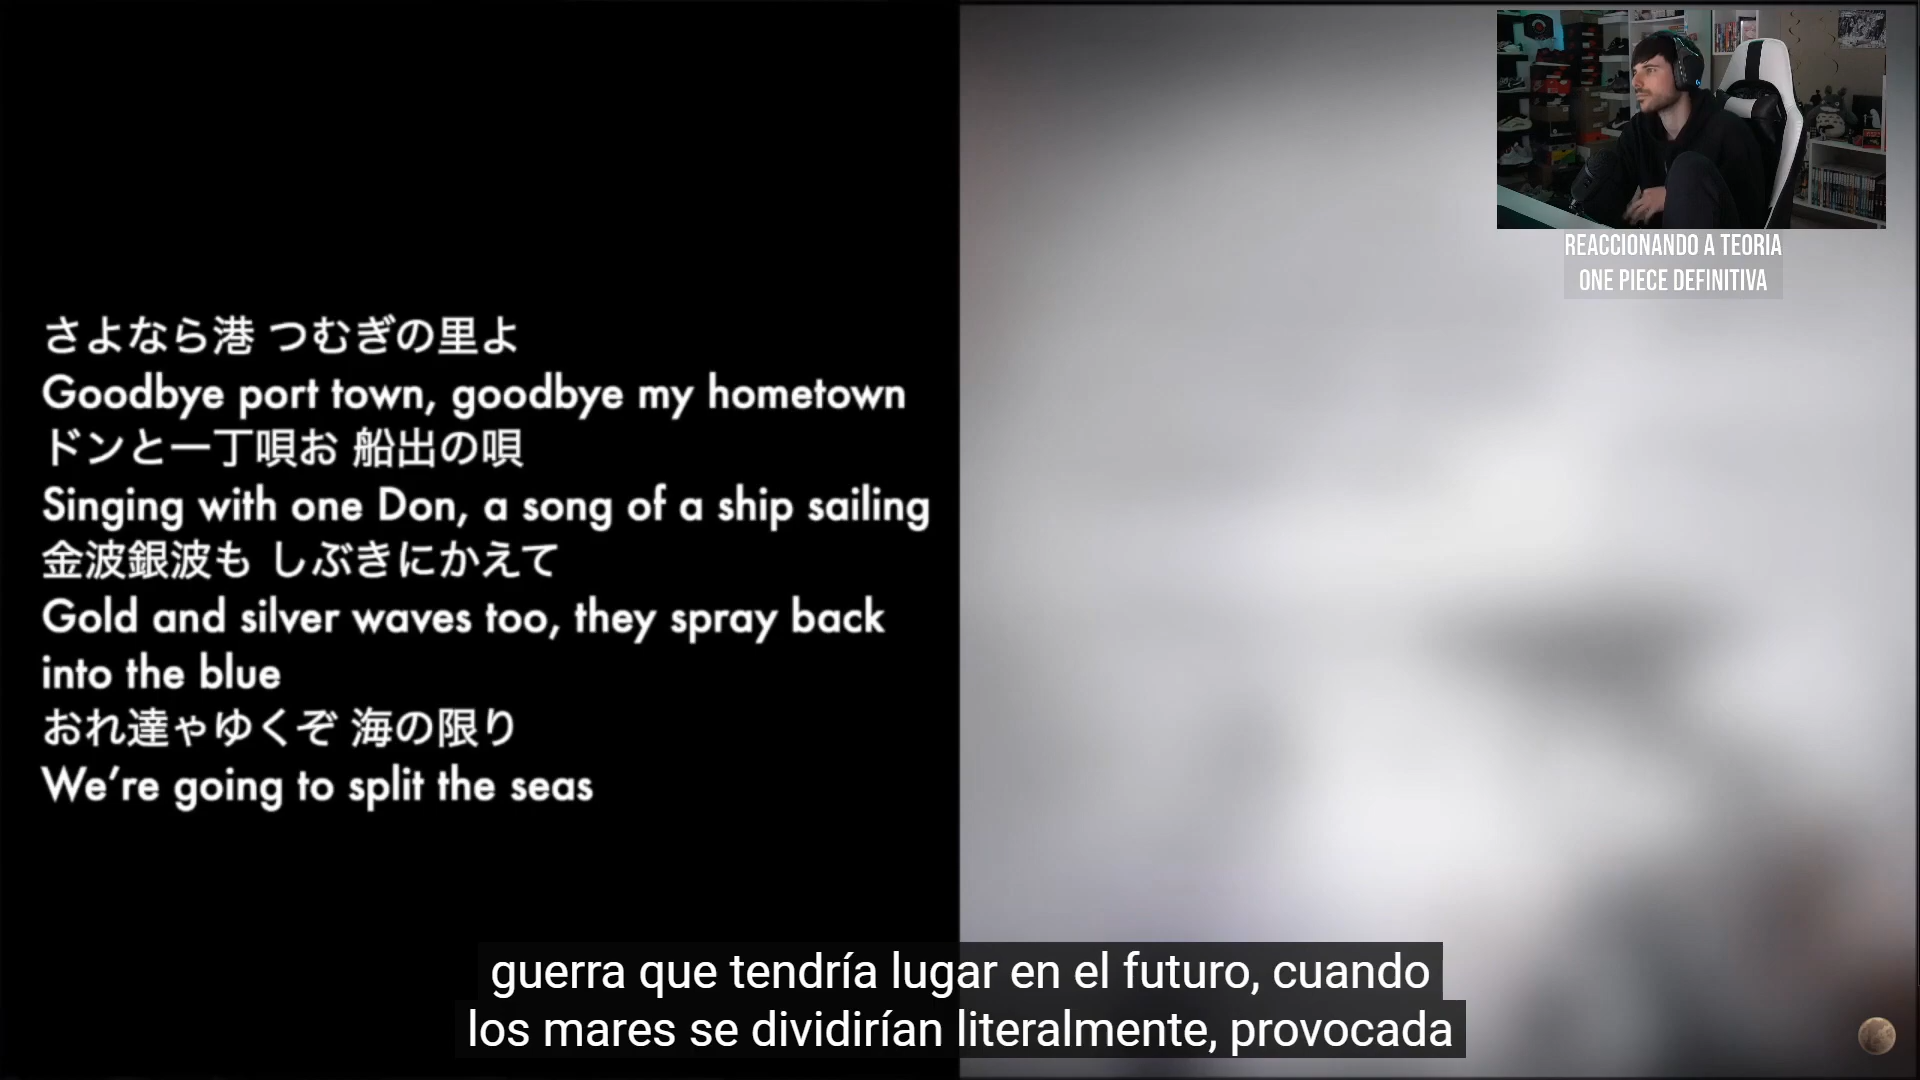 REACCIONANDO A TEORIA
ONE PIECE DEFINITIVA
さよなら港 つむぎの里よ
Goodbye port town, goodbye my hometown
ドンと一丁唄お 船出の唄
Singing with one Don, a song of a ship sailing
金波銀波も しぶきにかえて
Gold and silver waves too, they spray back
into the blue
おれ達ゃゆくぞ 海の限り
We're going to split the seas
guerra que tendría lugar en el futuro, cuando
los mares se dividirían literalmente, provocada